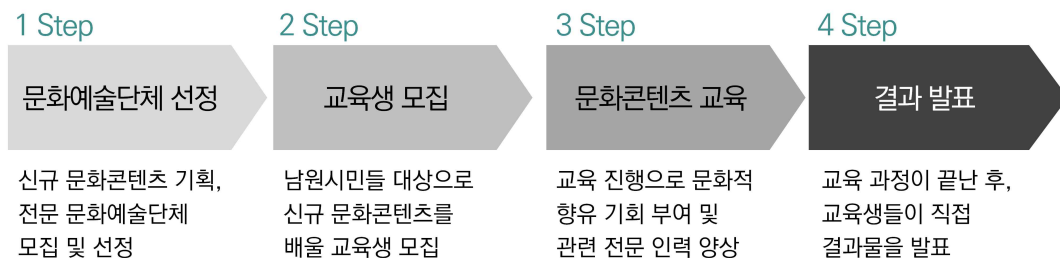 1 Step
문화예술단체 선정
신규 문화콘텐츠 기획,
전문 문화예술단체
모집 및 선정
2 Step
교육생 모집
남원시민들 대상으로
신규 문화콘텐츠를
배울 교육생 모집
3 Step
문화콘텐츠 교육
교육 진행으로 문화적
향유 기회 부여 및
관련 전문 인력 양상
4 Step
결과 발표
교육 과정이 끝난 후,
교육생들이 직접
결과물을 발표